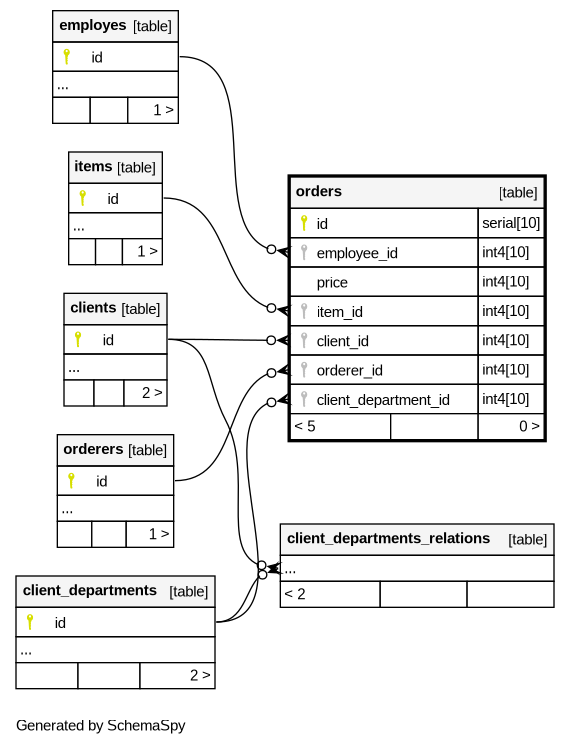 employes [table]
id
...
1 >
items [table]
id
...
1 >
clients [table]
id
...
2 >
orderers [table]
id
...
1 >
client_departments [table]
id
...
2 >
orders [table]
id serial[10]
employee_id int4[10]
price int4[10]
item_id int4[10]
client_id int4[10]
orderer_id int4[10]
client_department_id int4[10]
< 5 0 >
client_departments_relations [table]
...
< 2
Generated by SchemaSpy